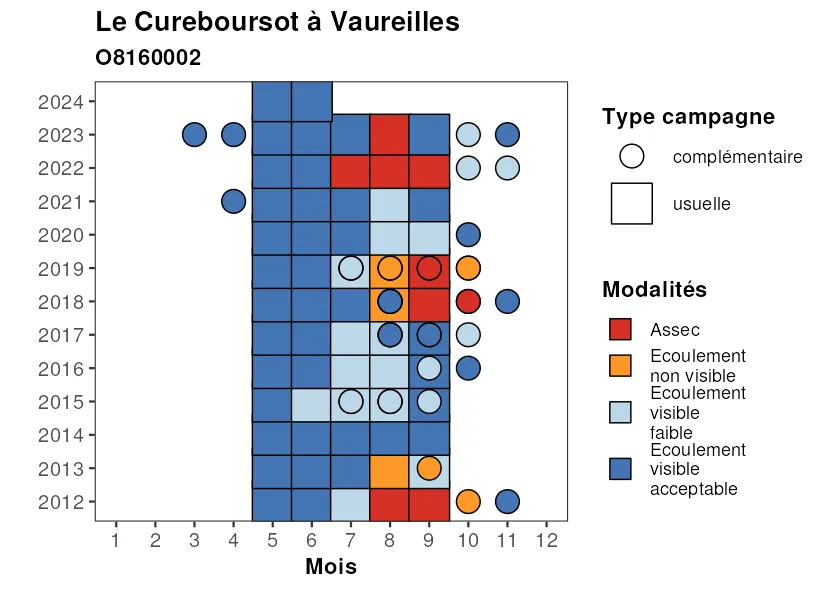 Le Cureboursot à Vaureilles
O8160002
2024
2023
2022
2021
2020
2019
2018
2017
2016
2015
2014
2013
2012
1 2 3 4 5 6 7 8 9 10 11 12
Mois
Type campagne
complémentaire
usuelle
Modalités
Assec
Ecoulement
non visible
Ecoulement
visible
faible
Ecoulement
visible
acceptable